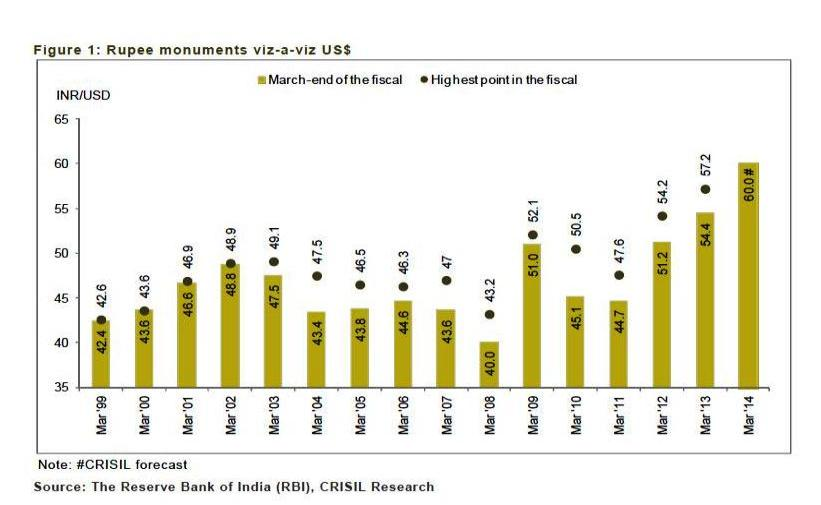 Figure 1: Rupee monuments viz-a-viz US$
March-end of the fiscal Highest point in the fiscal
INR/USD
65
60
55
50
45
40
35
42.4
42.6
43.6
43.6
46.6
46.9
48.8
48.9
47.5
49.1
43.4
47.5
43.8
46.5
44.6
46.3
43.6
47
40.0
43.2
51.0
52.1
45.1
50.5
44.7
47.6
51.2
54.2
54.4
57.2
60.0#
Mar '99
Mar '00
Mar '01
Mar '02
Mar '03
Mar '04
Mar '05
Mar '06
Mar '07
Mar '08
Mar '09
Mar '10
Mar '11
Mar '12
Mar '13
Mar '14
Note: #CRISIL forecast
Source: The Reserve Bank of India (RBI), CRISIL Research